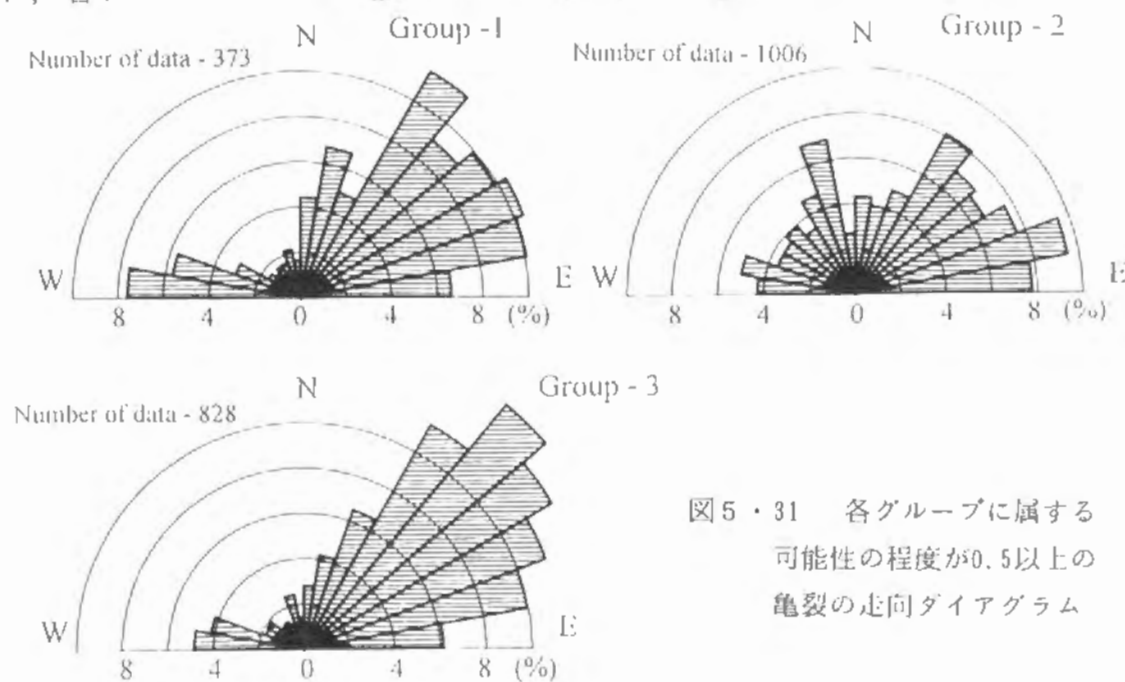 N
Group -1
Number of data - 373
W
E
8 4 0 4 8 (%)
N
Group - 2
Number of data - 1006
W
E
8 4 0 4 8 (%)
N
Group - 3
Number of data - 828
W
E
8 4 0 4 8 (%)
図5・31 各グループに属する
可能性の程度が0.5以上の
亀裂の走向ダイアグラム